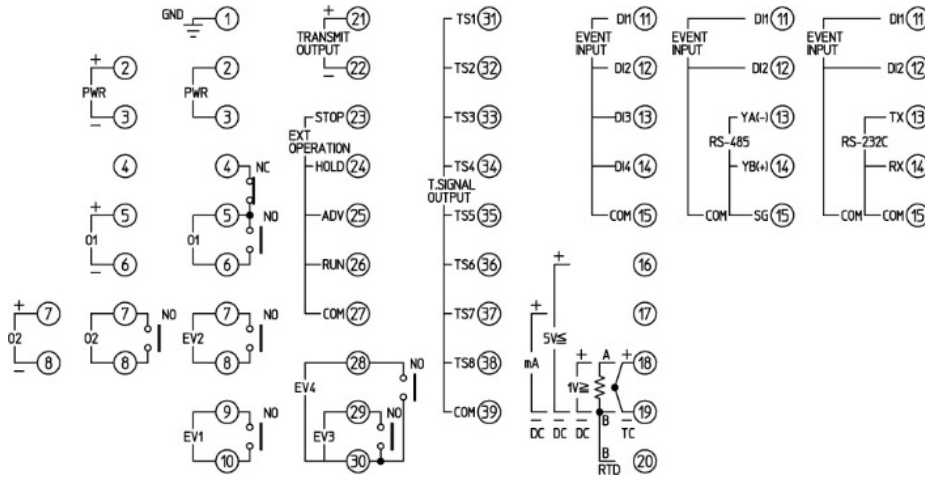 GND 1
+ 2
PWR
− 3
2
PWR
3
4
4 NC
+ 5
O1
− 6
5 NO
O1
6
+ 7
O2
− 8
7 NO
O2
8
7 NO
EV2
8
9 NO
EV1
10
+ 21
TRANSMIT
OUTPUT
− 22
STOP 23
EXT
OPERATION
HOLD 24
ADV 25
RUN 26
COM 27
28 NO
EV4
29 NO
EV3
30
TS1 31
TS2 32
TS3 33
TS4 34
T.SIGNAL
OUTPUT
TS5 35
TS6 36
TS7 37
TS8 38
COM 39
DI1 11
EVENT
INPUT
DI2 12
DI3 13
DI4 14
COM 15
DI1 11
EVENT
INPUT
DI2 12
YA(-) 13
RS-485
YB(+) 14
COM SG 15
DI1 11
EVENT
INPUT
DI2 12
TX 13
RS-232C
RX 14
COM COM 15
+ 16
+ 17
5V≦
mA
+ A + 18
1V≧
− − − B − 19
DC DC DC TC
B 20
RTD